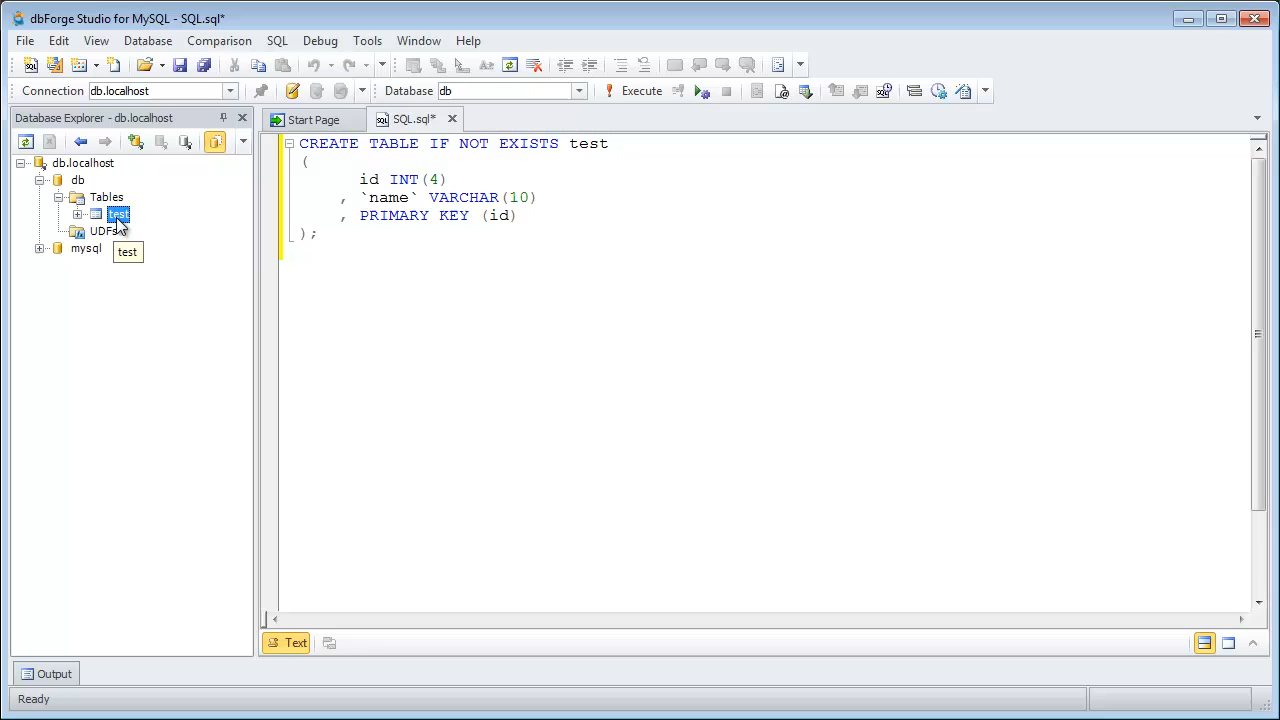 dbForge Studio for MySQL - SQL.sql*
File Edit View Database Comparison SQL Debug Tools Window Help
Connection db.localhost Database db Execute
Database Explorer - db.localhost
Start Page SQL.sql*
db.localhost
db
Tables
test
UDFs
mysql
test
CREATE TABLE IF NOT EXISTS test
(
id INT(4)
, `name` VARCHAR(10)
, PRIMARY KEY (id)
);
Text
Output
Ready